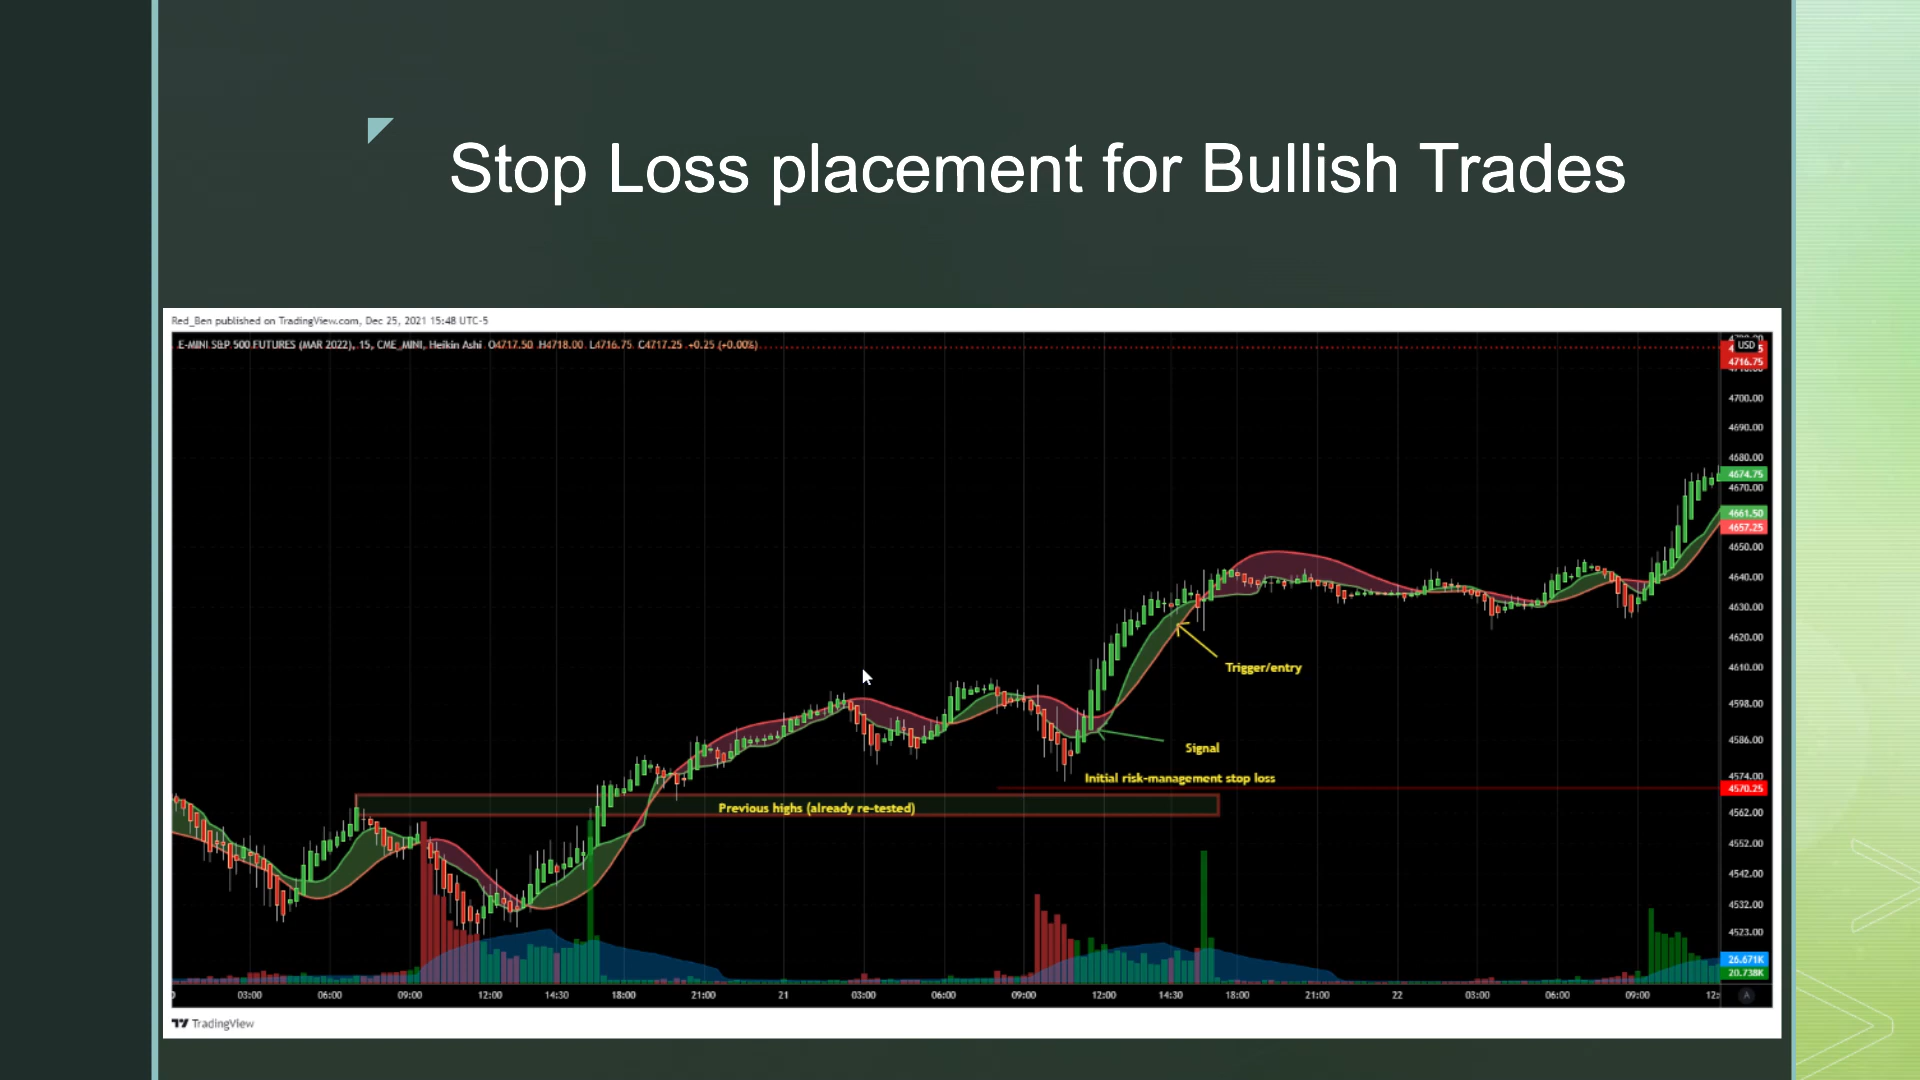 Stop Loss placement for Bullish Trades
Red_Ben published on TradingView.com, Dec 25, 2021 15:48 UTC-5
E-MINI S&P 500 FUTURES (MAR 2022), 15, CME_MINI, Heikin Ashi O4717.50 H4718.00 L4716.75 C4717.25 +0.25 (+0.00%)
USD
4716.75
4700.00
4690.00
4680.00
4674.75
4670.00
4661.50
4657.25
4650.00
4640.00
4630.00
4620.00
Trigger/entry
4610.00
4598.00
4586.00
Signal
4574.00
Initial risk-management stop loss
4570.25
Previous highs (already re-tested)
4562.00
4552.00
4542.00
4532.00
4523.00
26.671K
20.738K
03:00 06:00 09:00 12:00 14:30 18:00 21:00 21 03:00 06:00 09:00 12:00 14:30 18:00 21:00 22 03:00 06:00 09:00 12: A
TradingView